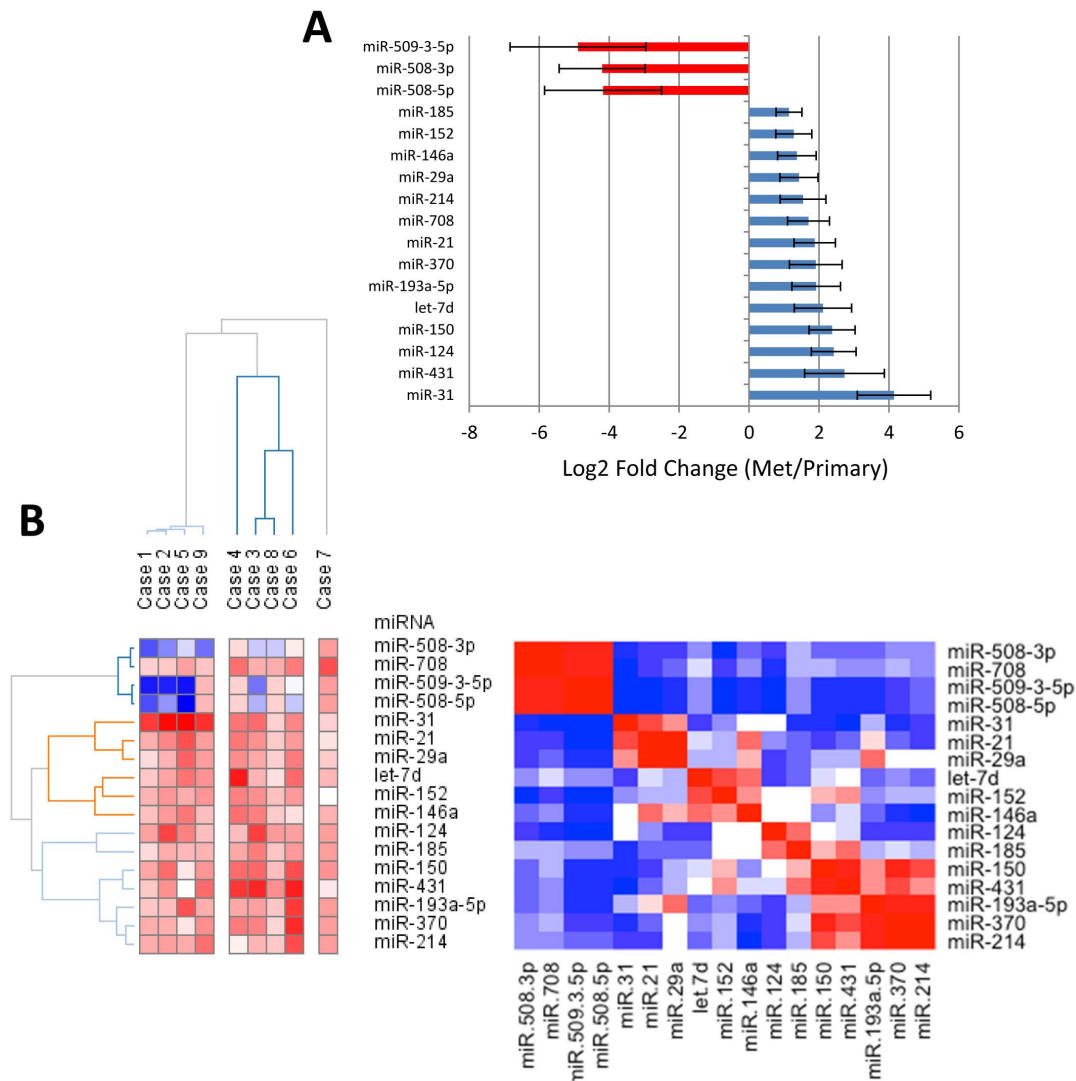 A
miR-509-3-5p
miR-508-3p
miR-508-5p
miR-185
miR-152
miR-146a
miR-29a
miR-214
miR-708
miR-21
miR-370
miR-193a-5p
let-7d
miR-150
miR-124
miR-431
miR-31
-8 -6 -4 -2 0 2 4 6
Log2 Fold Change (Met/Primary)
B
Case 1
Case 2
Case 5
Case 9
Case 4
Case 3
Case 8
Case 6
Case 7
miRNA
miR-508-3p
miR-708
miR-509-3-5p
miR-508-5p
miR-31
miR-21
miR-29a
let-7d
miR-152
miR-146a
miR-124
miR-185
miR-150
miR-431
miR-193a-5p
miR-370
miR-214
miR-508-3p
miR-708
miR-509-3-5p
miR-508-5p
miR-31
miR-21
miR-29a
let-7d
miR-152
miR-146a
miR-124
miR-185
miR-150
miR-431
miR-193a-5p
miR-370
miR-214
miR.508.3p
miR.708
miR.509.3.5p
miR.508.5p
miR.31
miR.21
miR.29a
let.7d
miR.152
miR.146a
miR.124
miR.185
miR.150
miR.431
miR.193a.5p
miR.370
miR.214